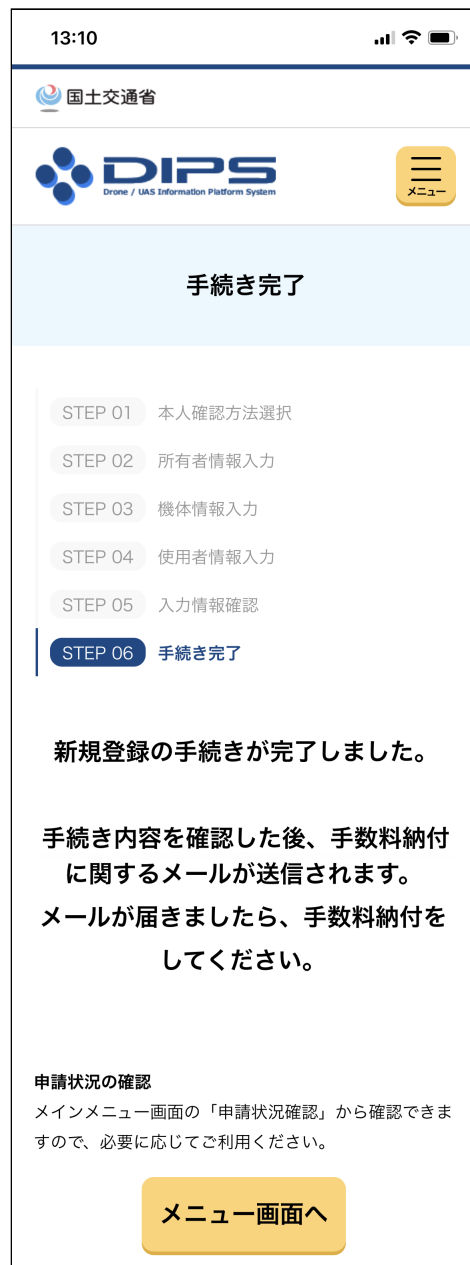 13:10
国土交通省
DIPS
Drone / UAS Information Platform System
メニュー
手続き完了
STEP 01 本人確認方法選択
STEP 02 所有者情報入力
STEP 03 機体情報入力
STEP 04 使用者情報入力
STEP 05 入力情報確認
STEP 06 手続き完了
新規登録の手続きが完了しました。
手続き内容を確認した後、手数料納付
に関するメールが送信されます。
メールが届きましたら、手数料納付を
してください。
申請状況の確認
メインメニュー画面の「申請状況確認」から確認できま
すので、必要に応じてご利用ください。
メニュー画面へ